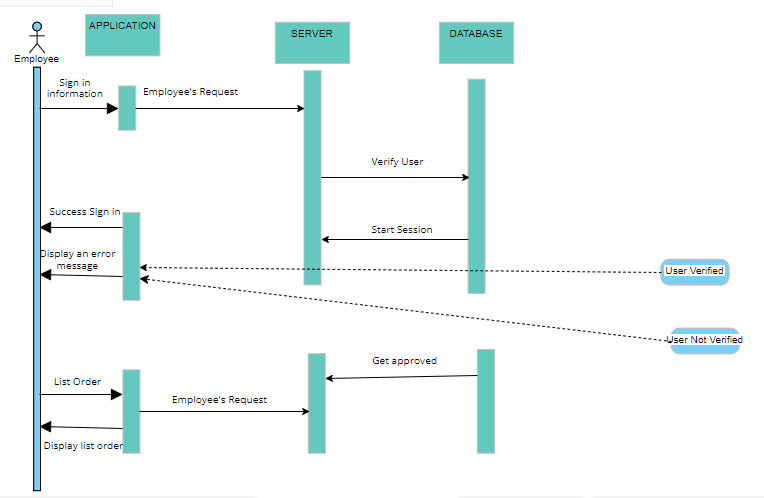 APPLICATION
SERVER
DATABASE
Employee
Sign in
information
Employee's Request
Verify User
Success Sign in
Start Session
Display an error
message
User Verified
User Not Verified
Get approved
List Order
Employee's Request
Display list order